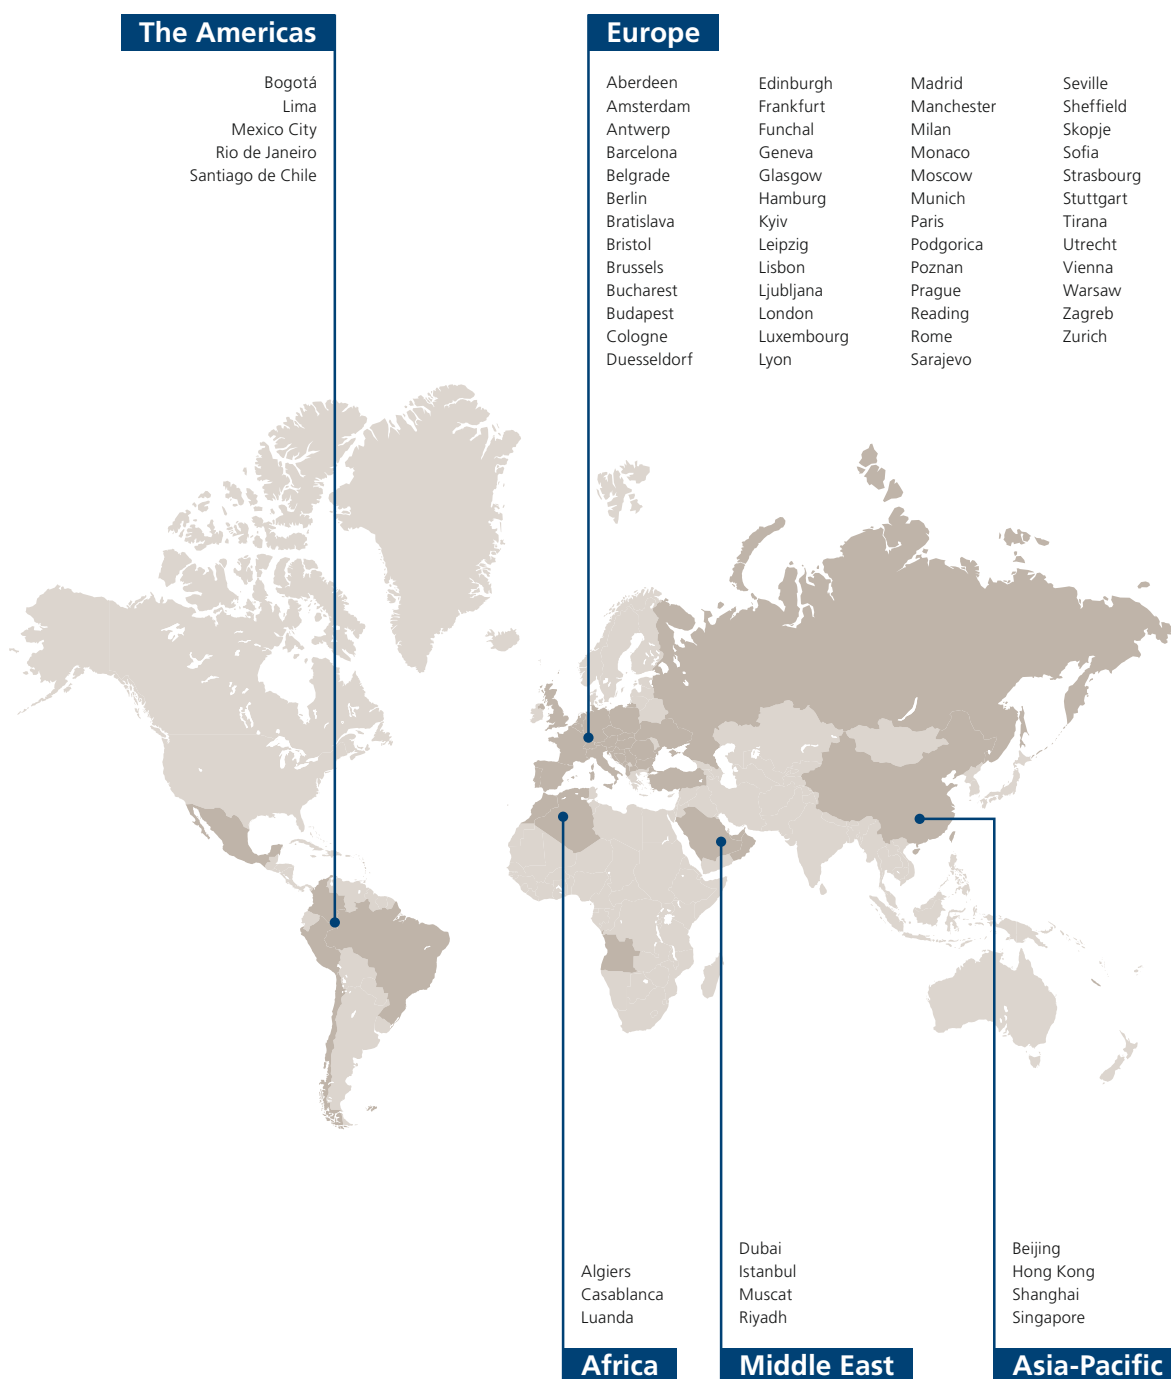 The Americas
Bogotá
Lima
Mexico City
Rio de Janeiro
Santiago de Chile
Europe
Aberdeen
Amsterdam
Antwerp
Barcelona
Belgrade
Berlin
Bratislava
Bristol
Brussels
Bucharest
Budapest
Cologne
Duesseldorf
Edinburgh
Frankfurt
Funchal
Geneva
Glasgow
Hamburg
Kyiv
Leipzig
Lisbon
Ljubljana
London
Luxembourg
Lyon
Madrid
Manchester
Milan
Monaco
Moscow
Munich
Paris
Podgorica
Poznan
Prague
Reading
Rome
Sarajevo
Seville
Sheffield
Skopje
Sofia
Strasbourg
Stuttgart
Tirana
Utrecht
Vienna
Warsaw
Zagreb
Zurich
Algiers
Casablanca
Luanda
Africa
Dubai
Istanbul
Muscat
Riyadh
Middle East
Beijing
Hong Kong
Shanghai
Singapore
Asia-Pacific